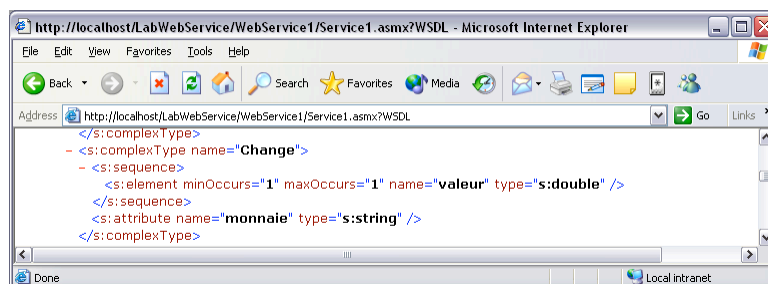 http://localhost/LabWebService/WebService1/Service1.asmx?WSDL - Microsoft Internet Explorer
File Edit View Favorites Tools Help
Back Search Favorites Media
Address http://localhost/LabWebService/WebService1/Service1.asmx?WSDL Go Links
</s:complexType>
- <s:complexType name="Change">
- <s:sequence>
<s:element minOccurs="1" maxOccurs="1" name="valeur" type="s:double" />
</s:sequence>
<s:attribute name="monnaie" type="s:string" />
</s:complexType>
Done Local intranet